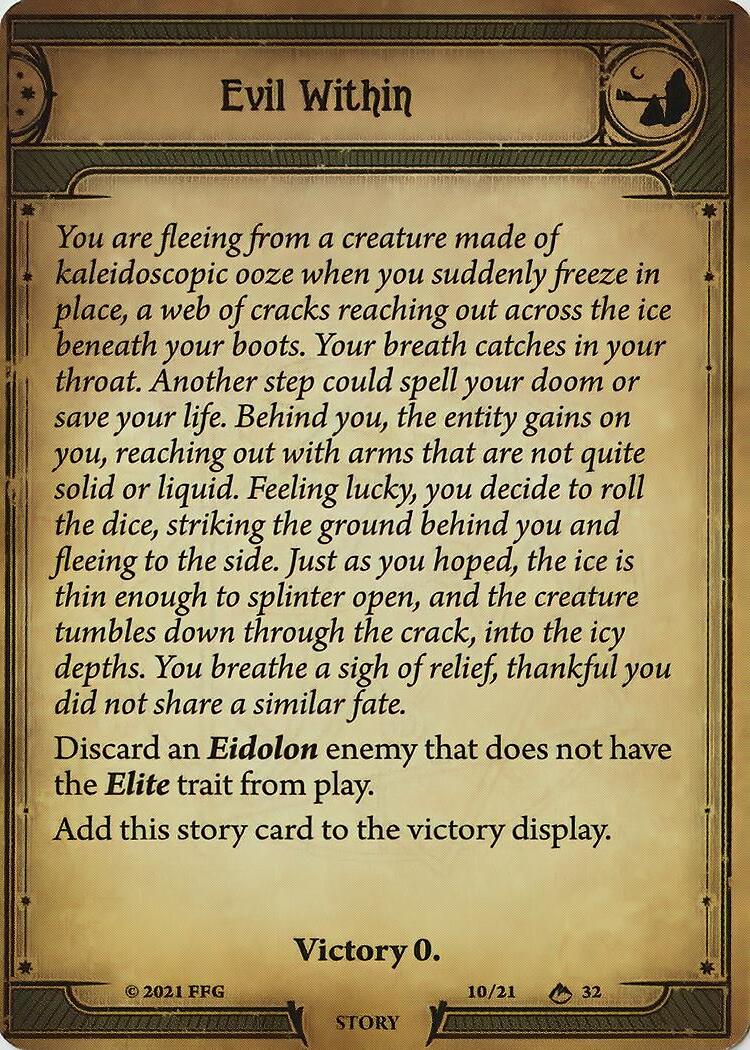 Evil Within
You are fleeing from a creature made of
kaleidoscopic ooze when you suddenly freeze in
place, a web of cracks reaching out across the ice
beneath your boots. Your breath catches in your
throat. Another step could spell your doom or
save your life. Behind you, the entity gains on
you, reaching out with arms that are not quite
solid or liquid. Feeling lucky, you decide to roll
the dice, striking the ground behind you and
fleeing to the side. Just as you hoped, the ice is
thin enough to splinter open, and the creature
tumbles down through the crack, into the icy
depths. You breathe a sigh of relief, thankful you
did not share a similar fate.
Discard an Eidolon enemy that does not have
the Elite trait from play.
Add this story card to the victory display.
Victory 0.
© 2021 FFG 10/21 32
STORY